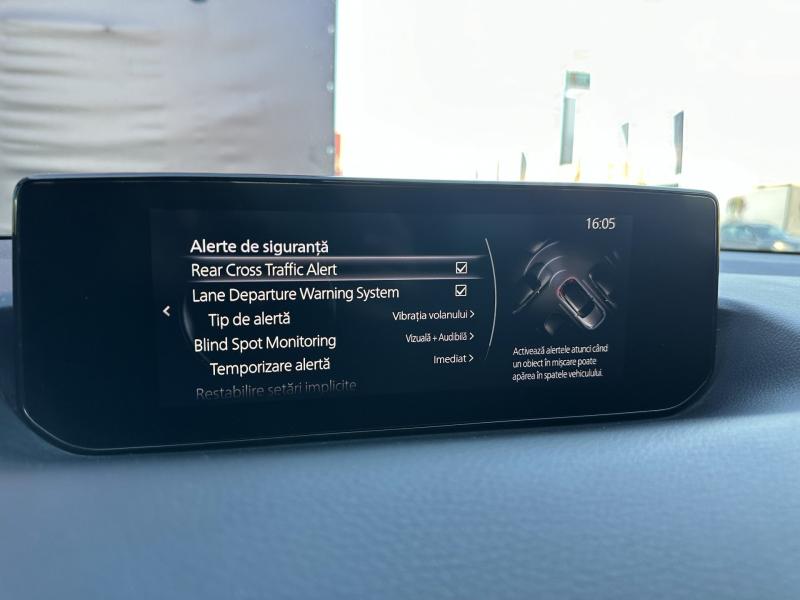 16:05
Alerte de siguranță
Rear Cross Traffic Alert
Lane Departure Warning System
Tip de alertă Vibrația volanului >
Blind Spot Monitoring Vizuală + Audibilă >
Temporizare alertă Imediat >
Restabilire setări implicite
Activează alertele atunci când
un obiect în mișcare poate
apărea în spatele vehiculului.